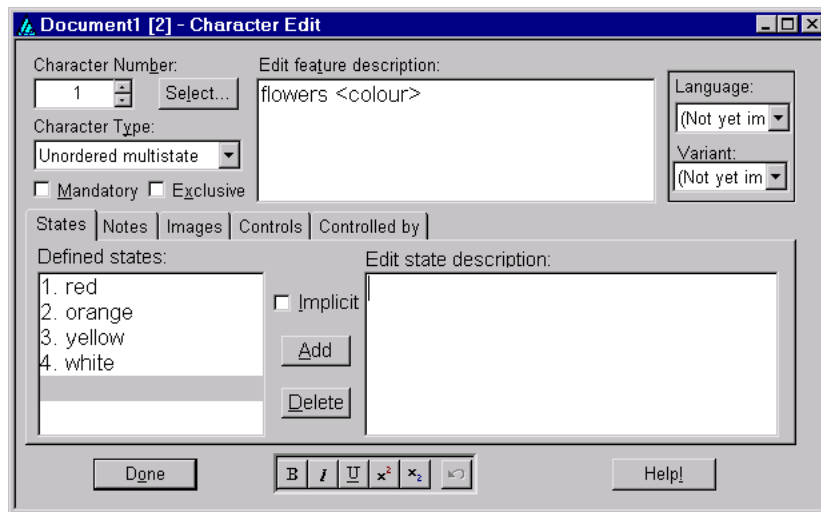 Document1 [2] - Character Edit
Character Number:
1
Select...
Character Type:
Unordered multistate
Mandatory
Exclusive
Edit feature description:
flowers <colour>
Language:
(Not yet im
Variant:
(Not yet im
States
Notes
Images
Controls
Controlled by
Defined states:
1. red
2. orange
3. yellow
4. white
Implicit
Add
Delete
Edit state description:
Done
B I U x² x₂
Help!